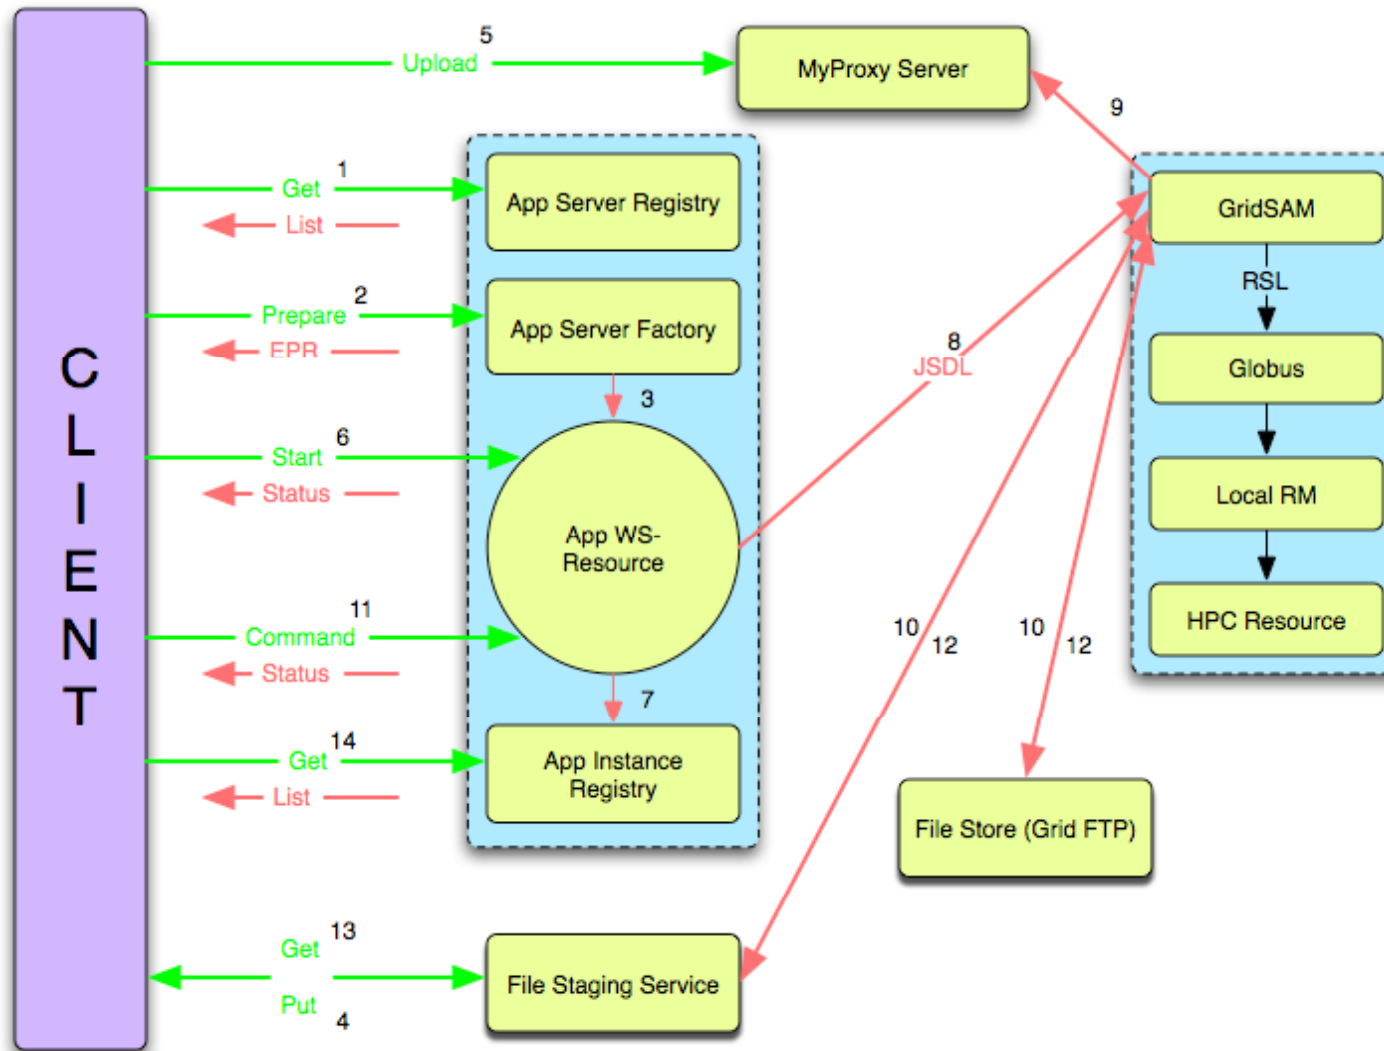 5
Upload
MyProxy Server
9
1
Get
List
App Server Registry
GridSAM
RSL
2
Prepare
EPR
App Server Factory
3
8
JSDL
Globus
6
Start
Status
App WS-
Resource
Local RM
11
Command
Status
10
12
10
12
HPC Resource
7
14
Get
List
App Instance
Registry
File Store (Grid FTP)
13
Get
Put
4
File Staging Service
C
L
I
E
N
T